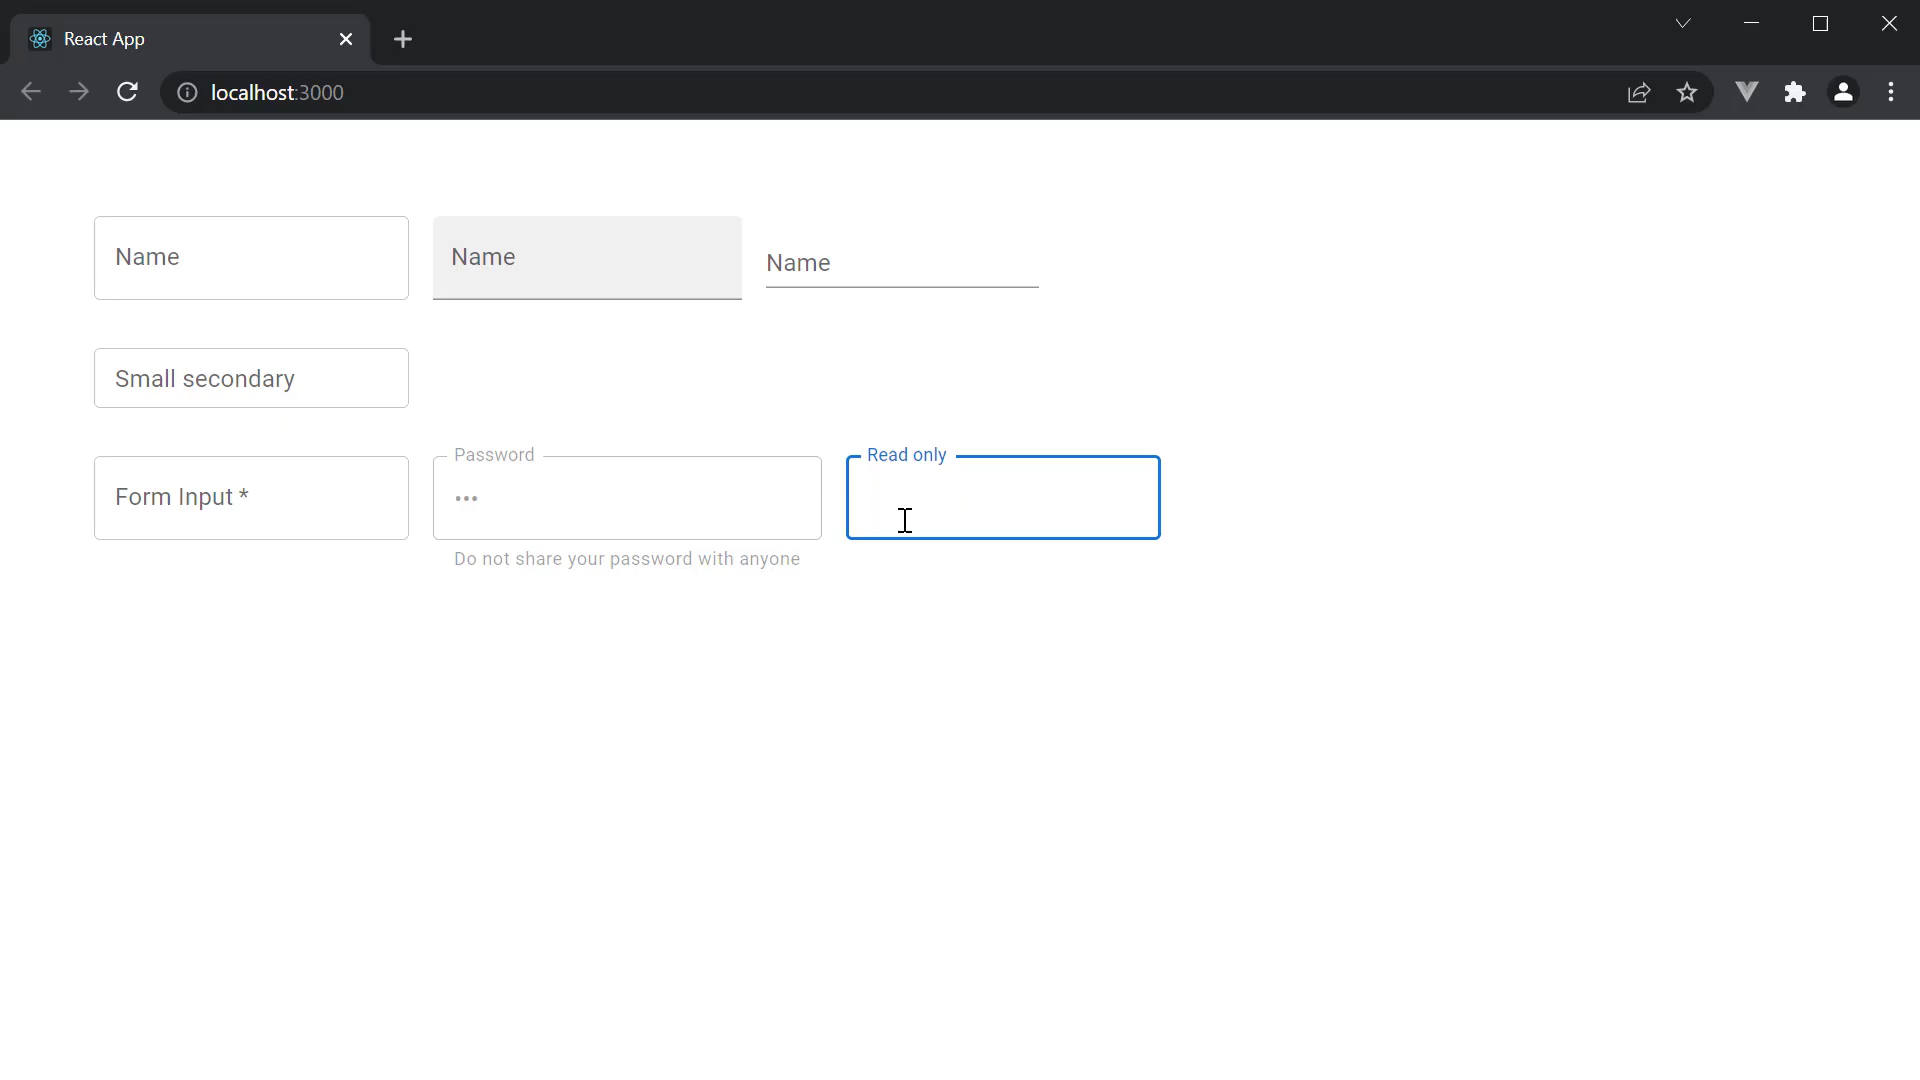 React App
localhost:3000
Name
Name
Name
Small secondary
Form Input *
Password
•••
Do not share your password with anyone
Read only